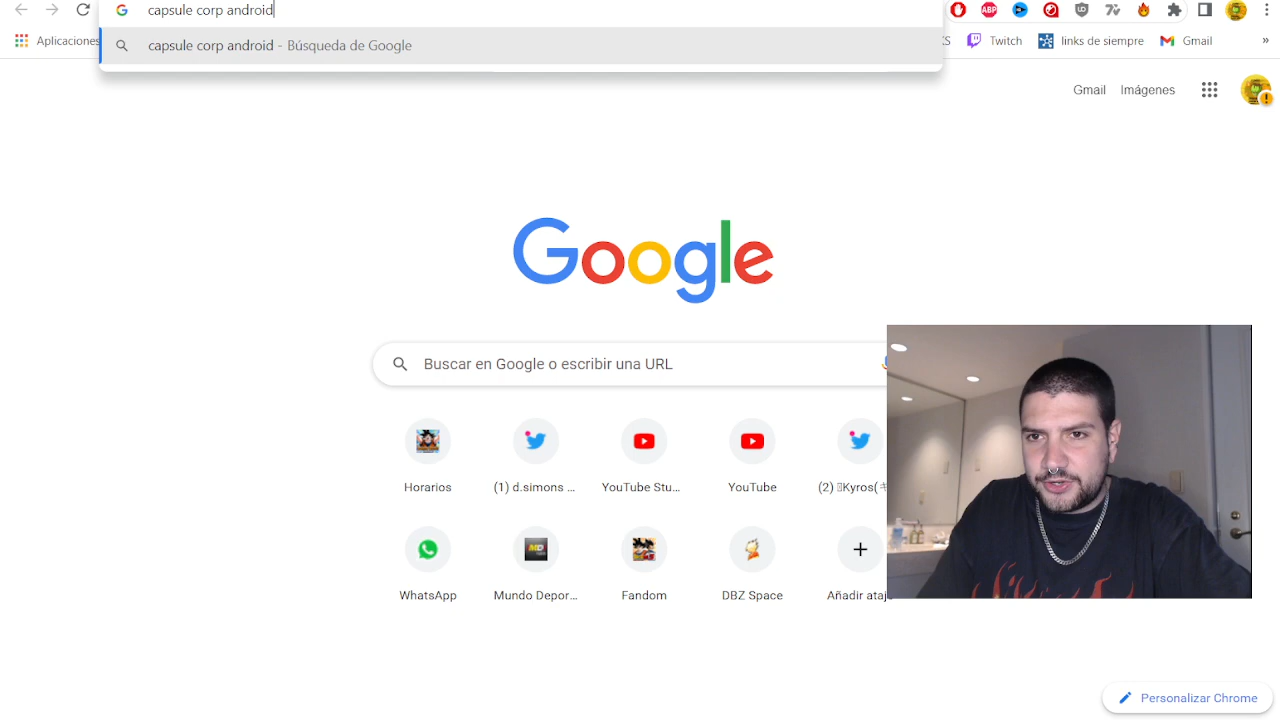 capsule corp android
capsule corp android - Búsqueda de Google
Aplicaciones
Twitch
links de siempre
Gmail
»
Gmail
Imágenes
Google
Buscar en Google o escribir una URL
Horarios
(1) d.simons ...
YouTube Stu...
YouTube
WhatsApp
Mundo Depor...
Fandom
DBZ Space
Personalizar Chrome